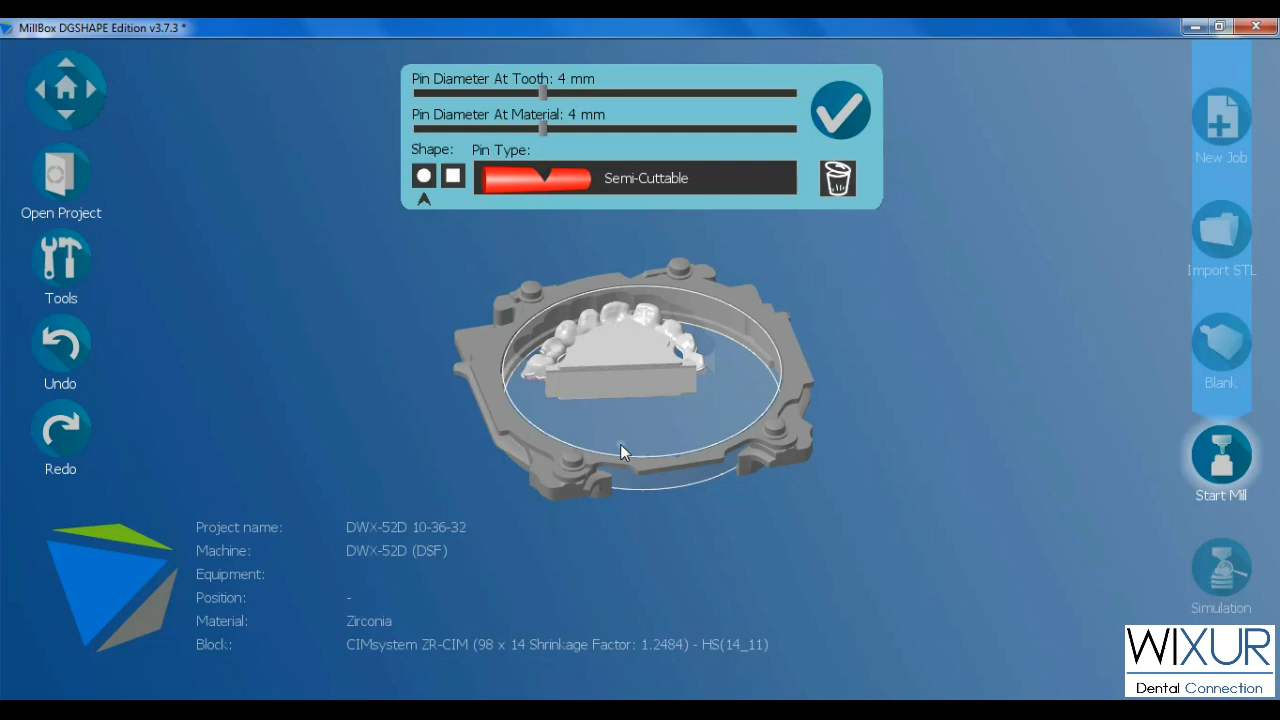 MillBox DGSHAPE Edition v3.7.3 *
Pin Diameter At Tooth: 4 mm
Pin Diameter At Material: 4 mm
Shape: Pin Type:
Semi-Cuttable
Open Project
Tools
Undo
Redo
New Job
Import STL
Blank
Start Mill
Simulation
Project name: DWX-52D 10-36-32
Machine: DWX-52D (DSF)
Equipment:
Position: -
Material: Zirconia
Block: CIMsystem ZR-CIM (98 x 14 Shrinkage Factor: 1.2484) - HS(14_11)
WIXUR
Dental Connection